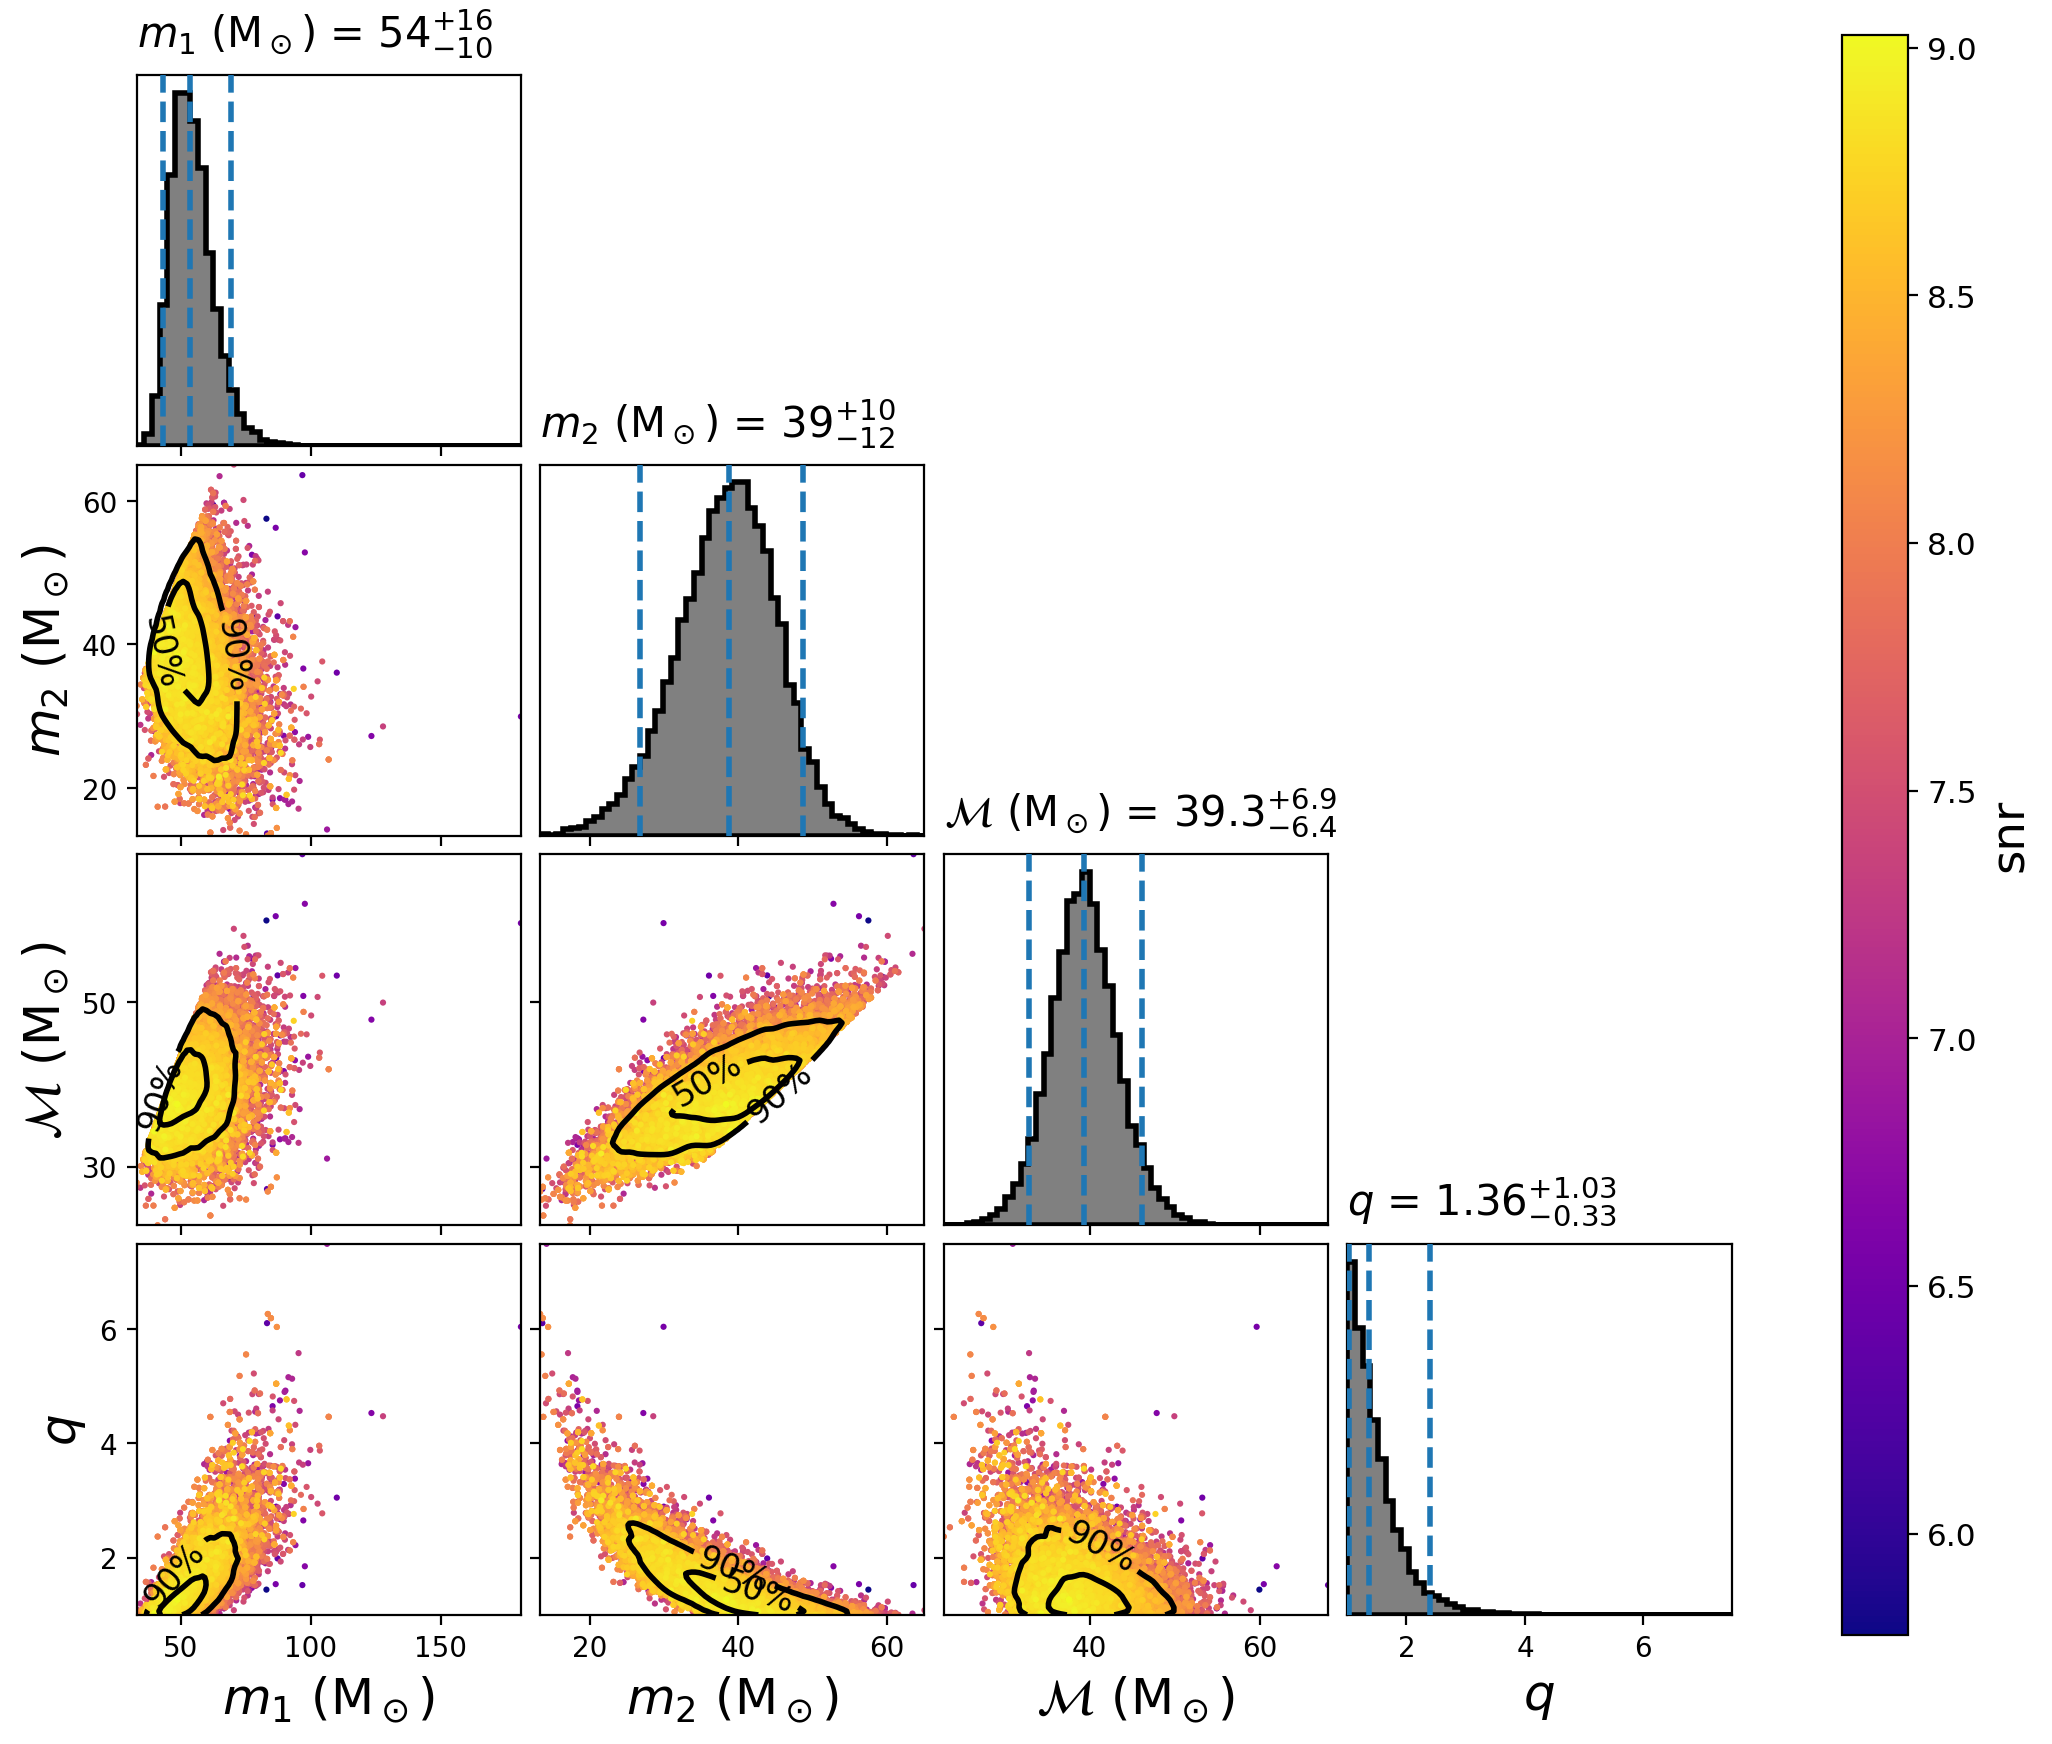 m₁ (M⊙) = 54⁺¹⁶₋₁₀
m₂ (M⊙) = 39⁺¹⁰₋₁₂
ℳ (M⊙) = 39.3⁺⁶·⁹₋₆.₄
q = 1.36⁺¹·⁰³₋₀.₃₃
m₂ (M⊙)
60
40
20
50%
90%
ℳ (M⊙)
50
30
90%
50%
90%
q
6
4
2
90%
90%
50%
90%
50
100
150
20
40
60
40
60
2
4
6
m₁ (M⊙)
m₂ (M⊙)
ℳ (M⊙)
q
9.0
8.5
8.0
7.5
7.0
6.5
6.0
snr